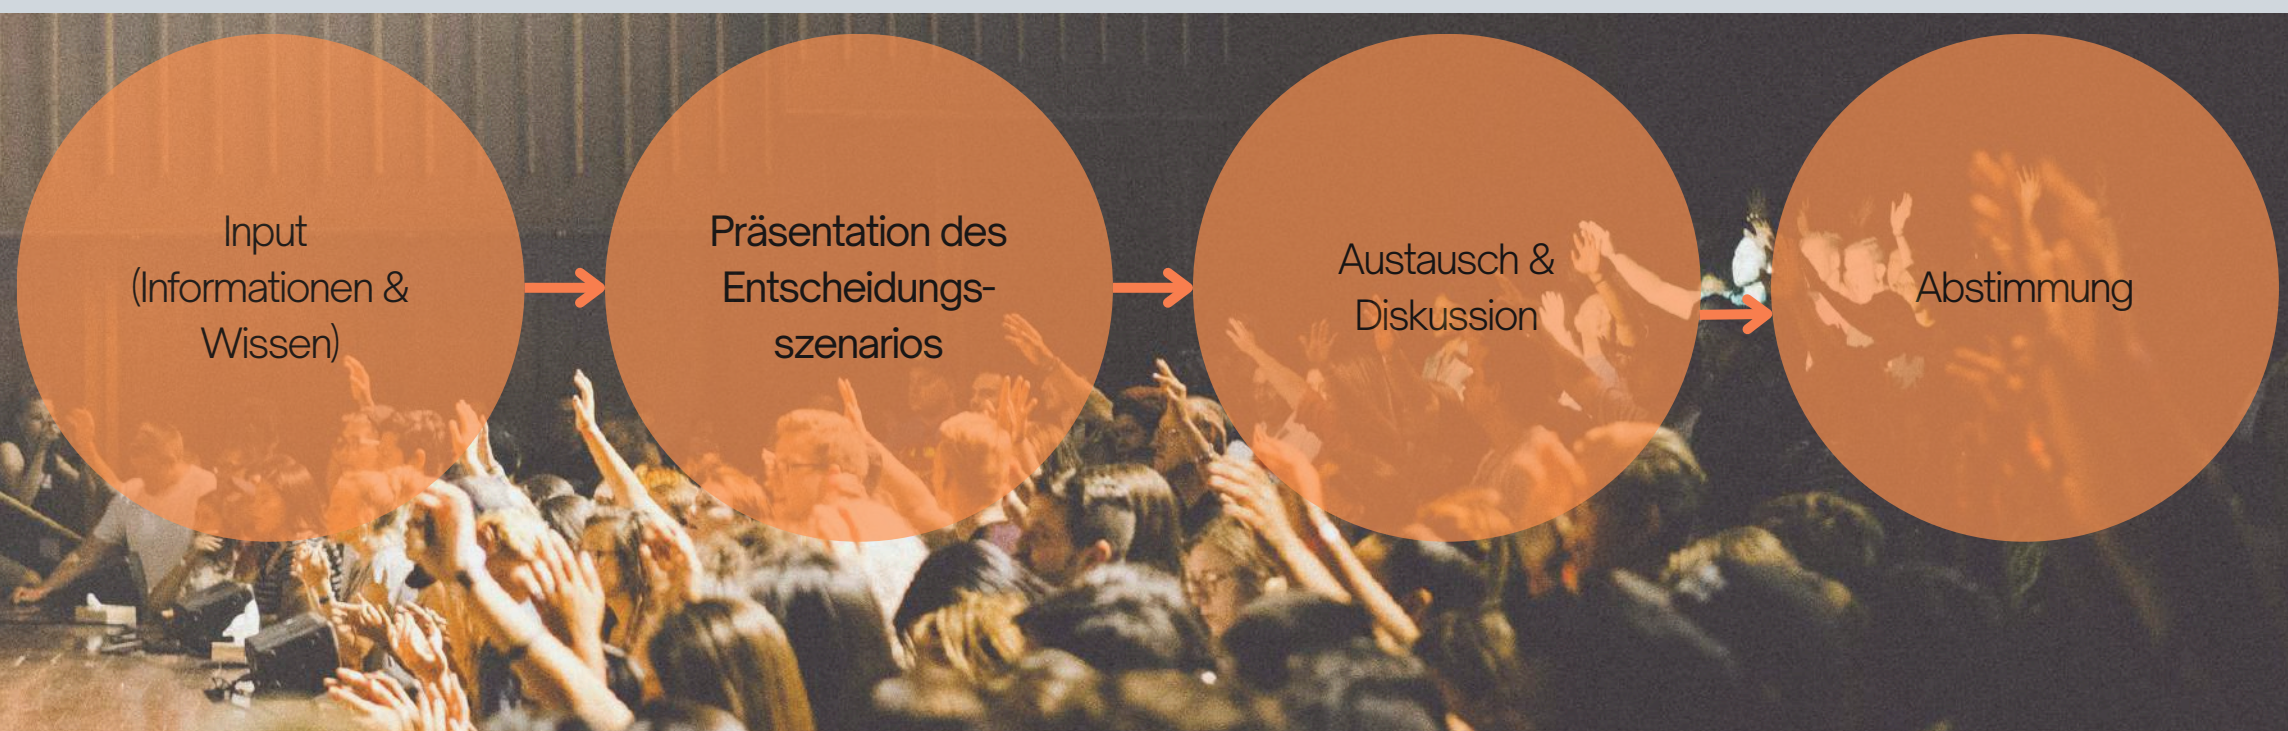 Input
(Informationen &
Wissen)
Präsentation des
Entscheidungs-
szenarios
Austausch &
Diskussion
Abstimmung